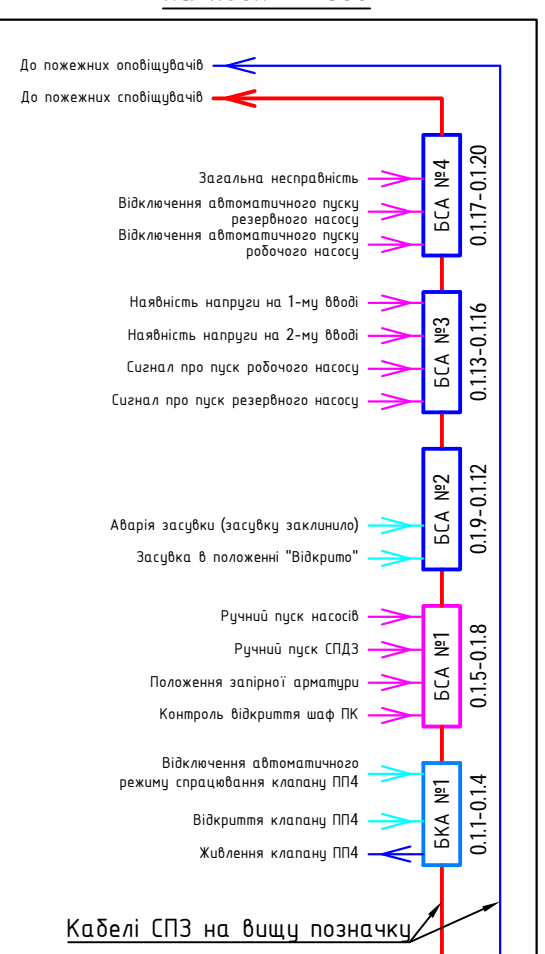 До пожежних оповіщувачів
До пожежних сповіщувачів
БСА №4
0.1.17-0.1.20
Загальна несправність
Відключення автоматичного пуску
резервного насосу
Відключення автоматичного пуску
робочого насосу
БСА №3
0.1.13-0.1.16
Наявність напруги на 1-му вводі
Наявність напруги на 2-му вводі
Сигнал про пуск робочого насосу
Сигнал про пуск резервного насосу
БСА №2
0.1.9-0.1.12
Аварія засувки (засувку заклинило)
Засувка в положенні "Відкрито"
БСА №1
0.1.5-0.1.8
Ручний пуск насосів
Ручний пуск СПДЗ
Положення запірної арматури
Контроль відкриття шаф ПК
БКА №1
0.1.1-0.1.4
Відключення автоматичного
режиму спрацювання клапану ПП4
Відкриття клапану ПП4
Живлення клапану ПП4
Кабелі СПЗ на вищу позначку